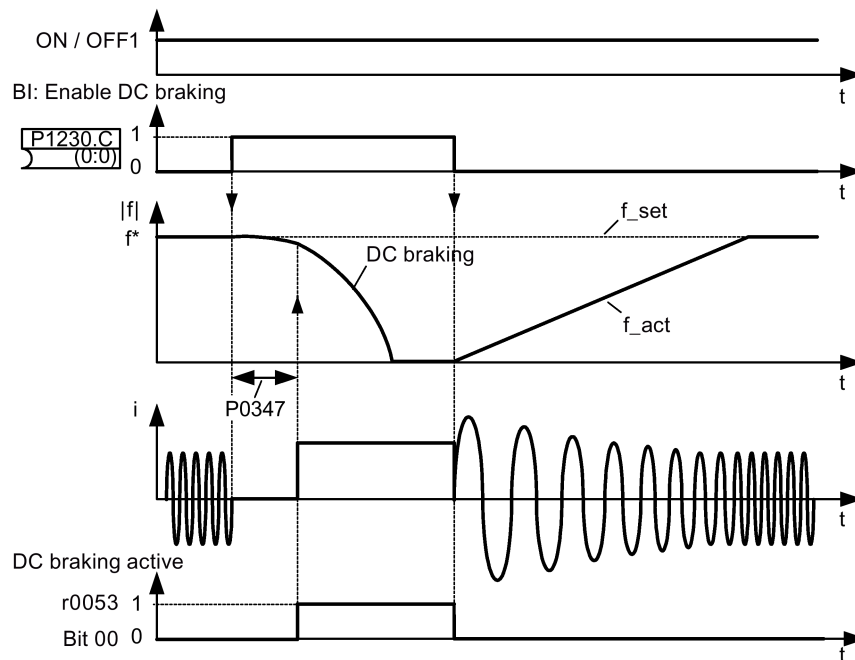 ON / OFF1
t
BI: Enable DC braking
P1230.C
(0:0)
1
0
t
|f|
f*
f_set
DC braking
f_act
t
P0347
i
t
DC braking active
r0053 1
Bit 00 0
t